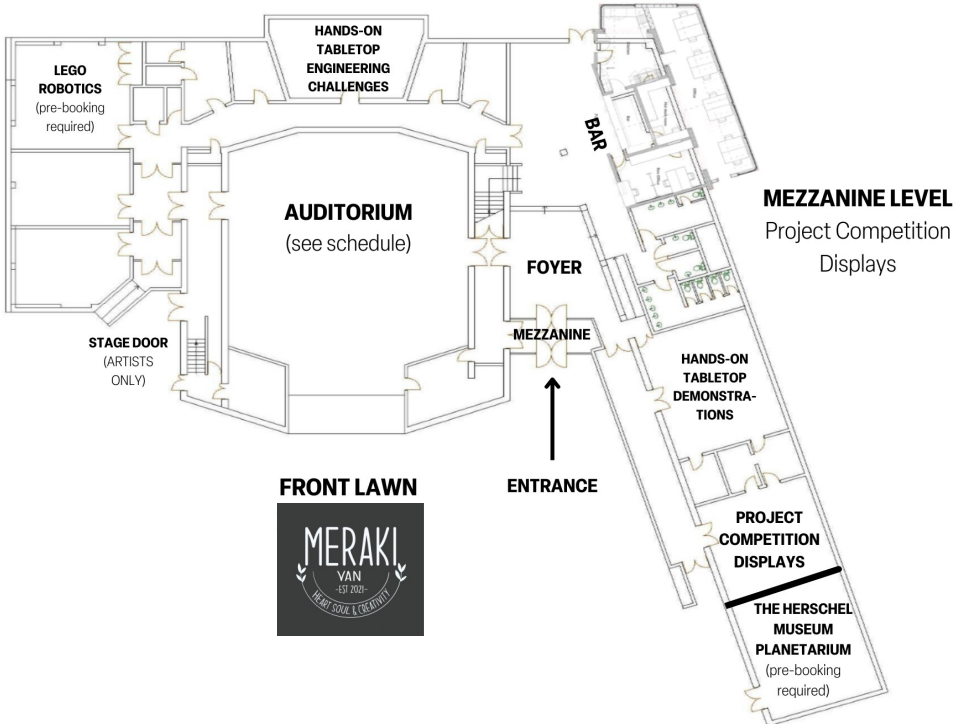 HANDS-ON
TABLETOP
ENGINEERING
CHALLENGES
LEGO
ROBOTICS
(pre-booking
required)
BAR
MEZZANINE LEVEL
Project Competition
Displays
AUDITORIUM
(see schedule)
FOYER
MEZZANINE
STAGE DOOR
(ARTISTS
ONLY)
HANDS-ON
TABLETOP
DEMONSTRA-
TIONS
ENTRANCE
FRONT LAWN
MERAKI
VAN
-EST 2021-
HEART SOUL & CREATIVITY
PROJECT
COMPETITION
DISPLAYS
THE HERSCHEL
MUSEUM
PLANETARIUM
(pre-booking
required)